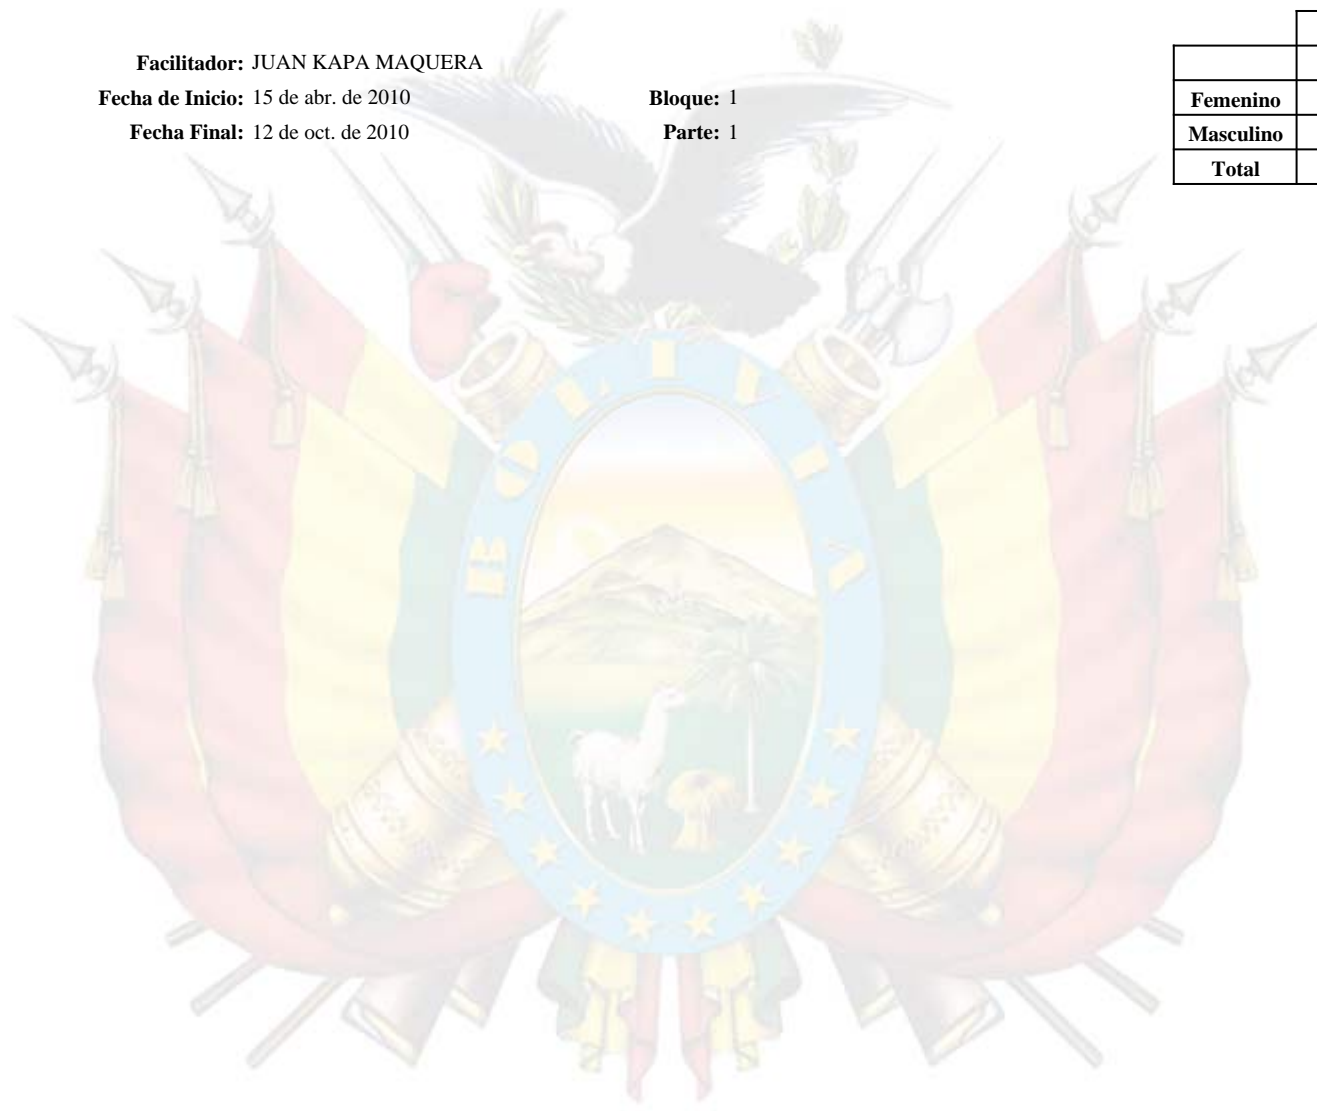 Facilitador: JUAN KAPA MAQUERA
Fecha de Inicio: 15 de abr. de 2010 Bloque: 1
Fecha Final: 12 de oct. de 2010 Parte: 1
Femenino
Masculino
Total
BOLIVIA